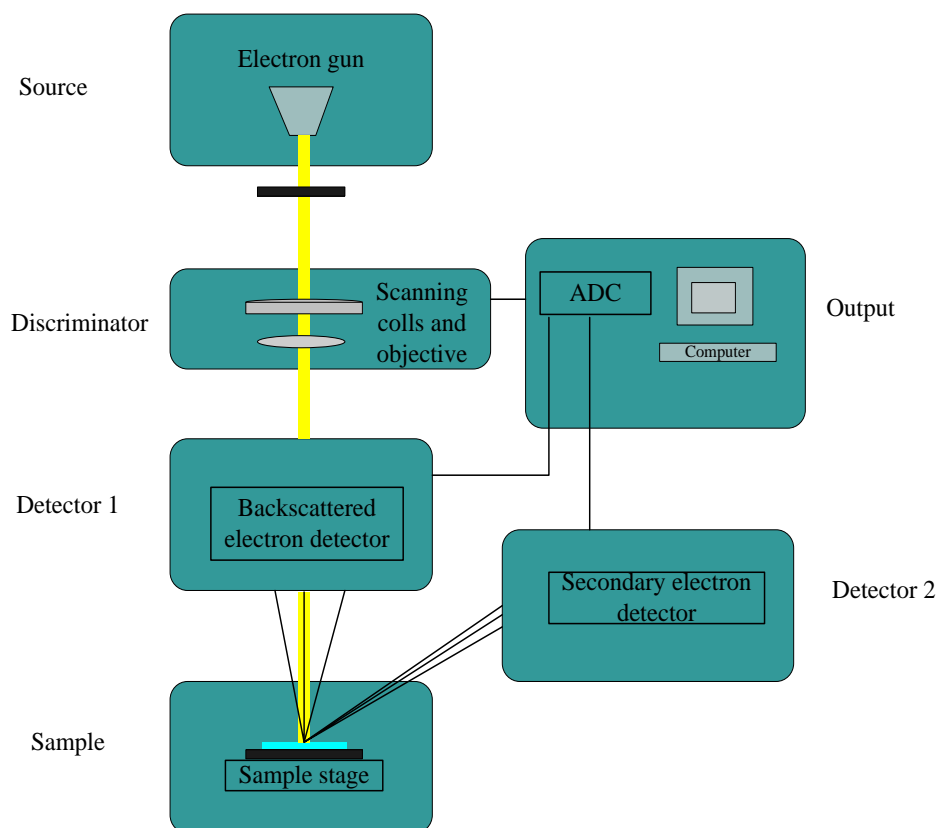 Source
Electron gun
Discriminator
Scanning
colls and
objective
ADC
Computer
Output
Detector 1
Backscattered
electron detector
Secondary electron
detector
Detector 2
Sample
Sample stage